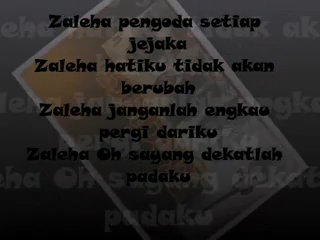 Zaleha pengoda setiap
jejaka
Zaleha hatiku tidak akan
berubah
Zaleha janganlah engkau
pergi dariku
Zaleha Oh sayang dekatlah
padaku